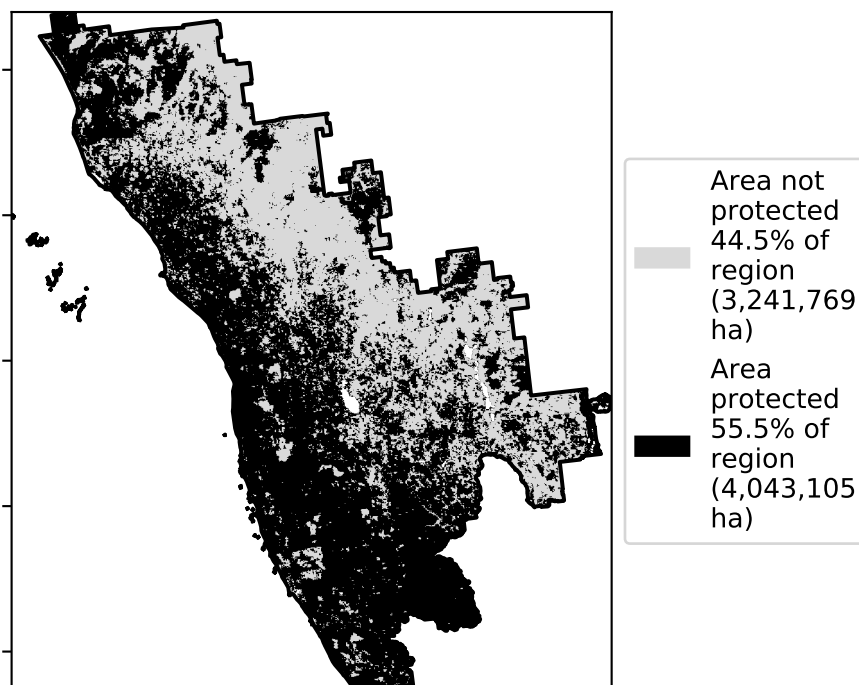 Area not
protected
44.5% of
region
(3,241,769
ha)
Area
protected
55.5% of
region
(4,043,105
ha)